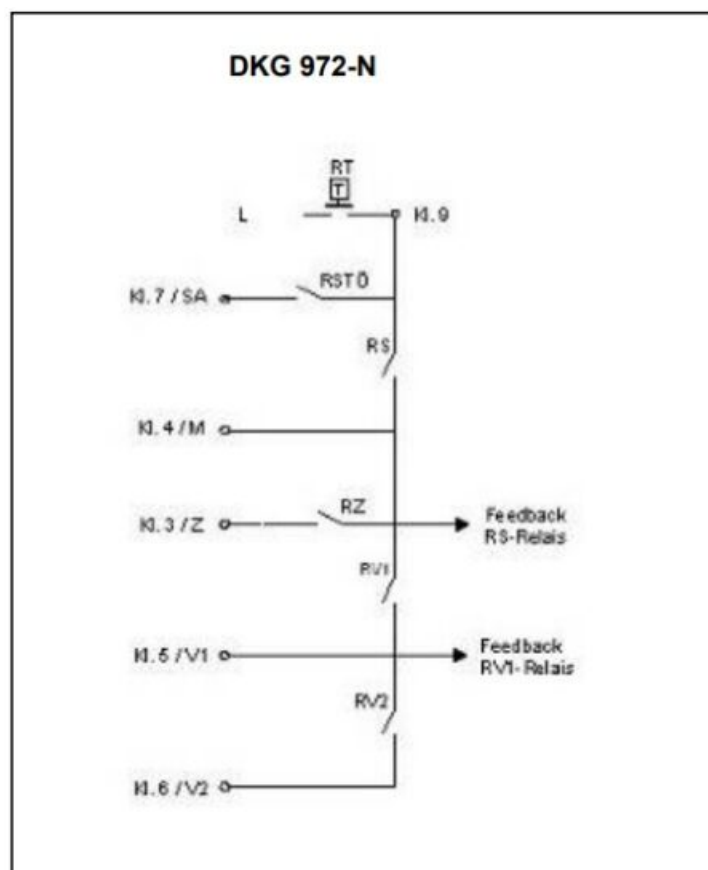 DKG 972-N
RT
T
L
Kl.9
RSTÖ
Kl.7 / SA
RS
Kl.4 / M
RZ
Kl.3 / Z
Feedback
RS-Relais
RV1
Kl.5 / V1
Feedback
RV1-Relais
RV2
Kl.6 / V2